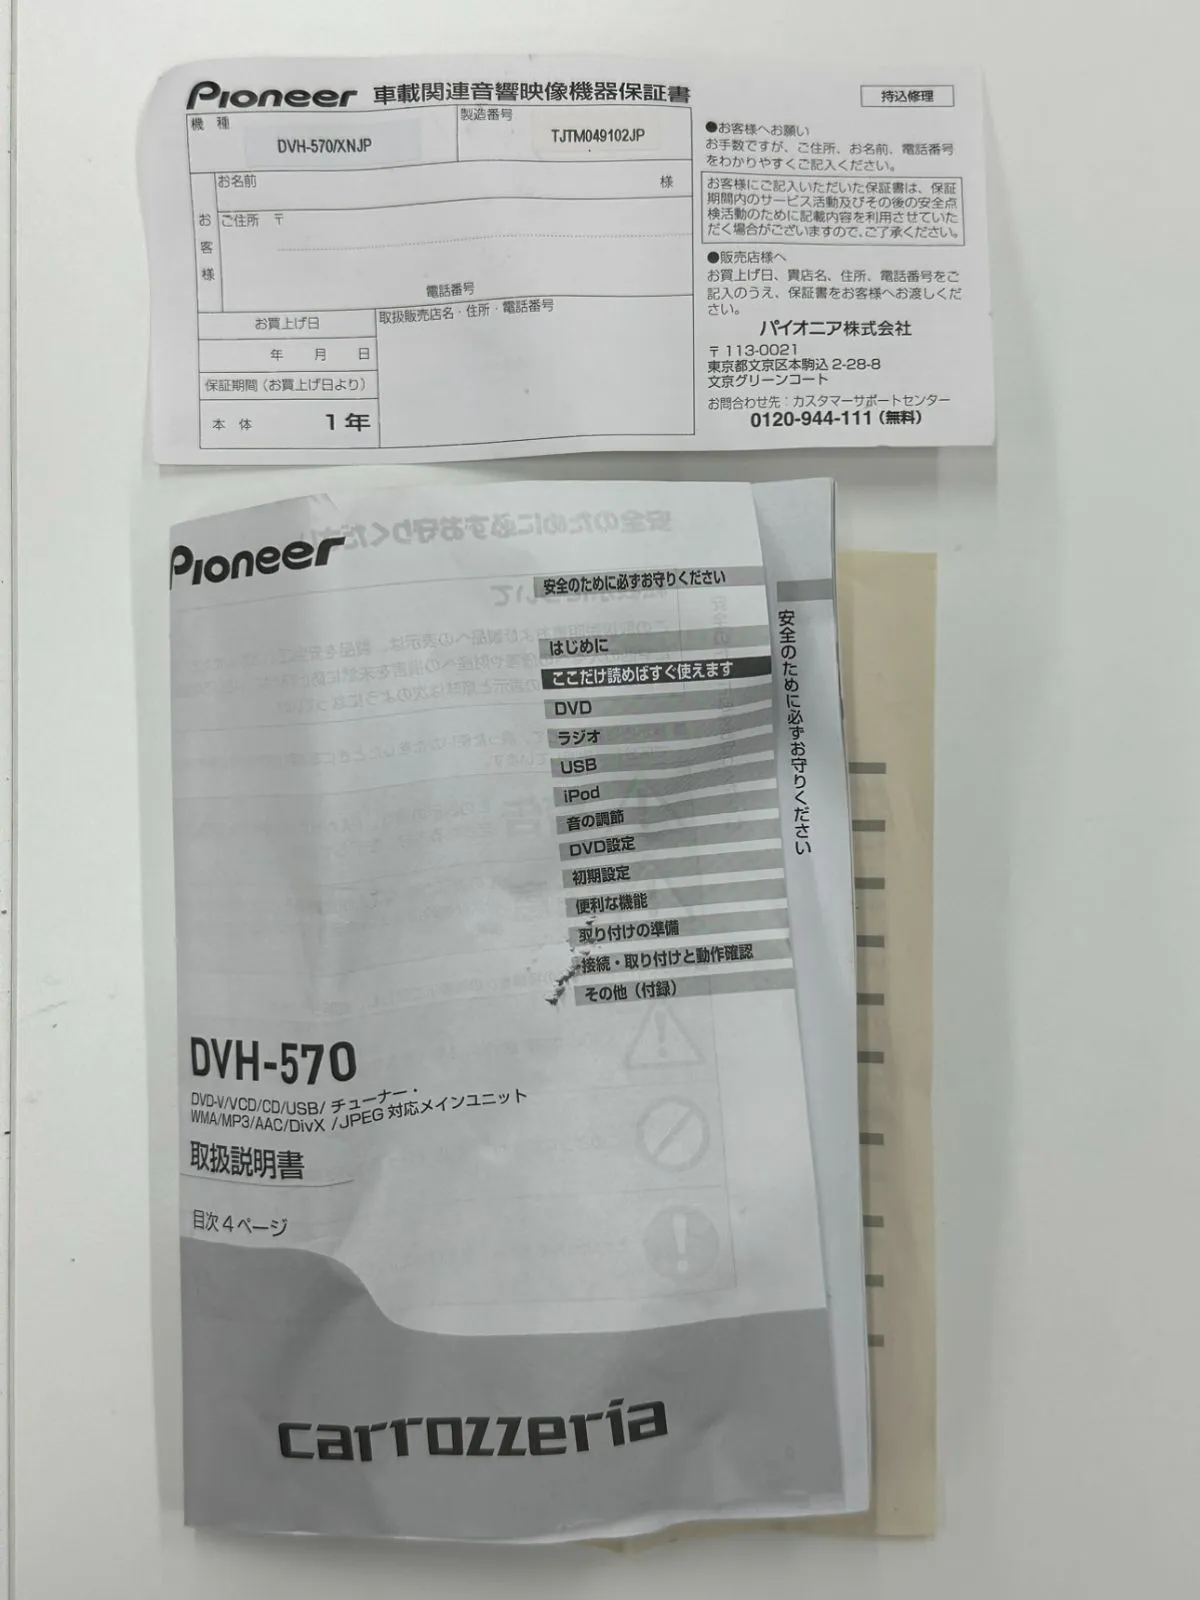 Pioneer 車載関連音響映像機器保証書
持込修理
機 種
DVH-570/XNJP
製造番号
TJTM049102JP
お名前
様
お客様
ご住所 〒
電話番号
お買上げ日
年 月 日
保証期間(お買上げ日より)
本 体 1年
取扱販売店名・住所・電話番号
●お客様へお願い
お手数ですが、ご住所、お名前、電話番号
をわかりやすくご記入ください。
お客様にご記入いただいた保証書は、保証
期間内のサービス活動及びその後の安全点
検活動のために記載内容を利用させていた
だく場合がございますので、ご了承ください。
●販売店様へ
お買上げ日、貴店名、住所、電話番号をご
記入のうえ、保証書をお客様へお渡しくだ
さい。
パイオニア株式会社
〒113-0021
東京都文京区本駒込 2-28-8
文京グリーンコート
お問合わせ先:カスタマーサポートセンター
0120-944-111(無料)
Pioneer
安全のために必ずお守りください
はじめに
ここだけ読めばすぐ使えます
DVD
ラジオ
USB
iPod
音の調節
DVD設定
初期設定
便利な機能
取り付けの準備
接続・取り付けと動作確認
その他(付録)
安全のために必ずお守りください
DVH-570
DVD-V/VCD/CD/USB/ チューナー・
WMA/MP3/AAC/DivX /JPEG 対応メインユニット
取扱説明書
目次4ページ
carrozzeria